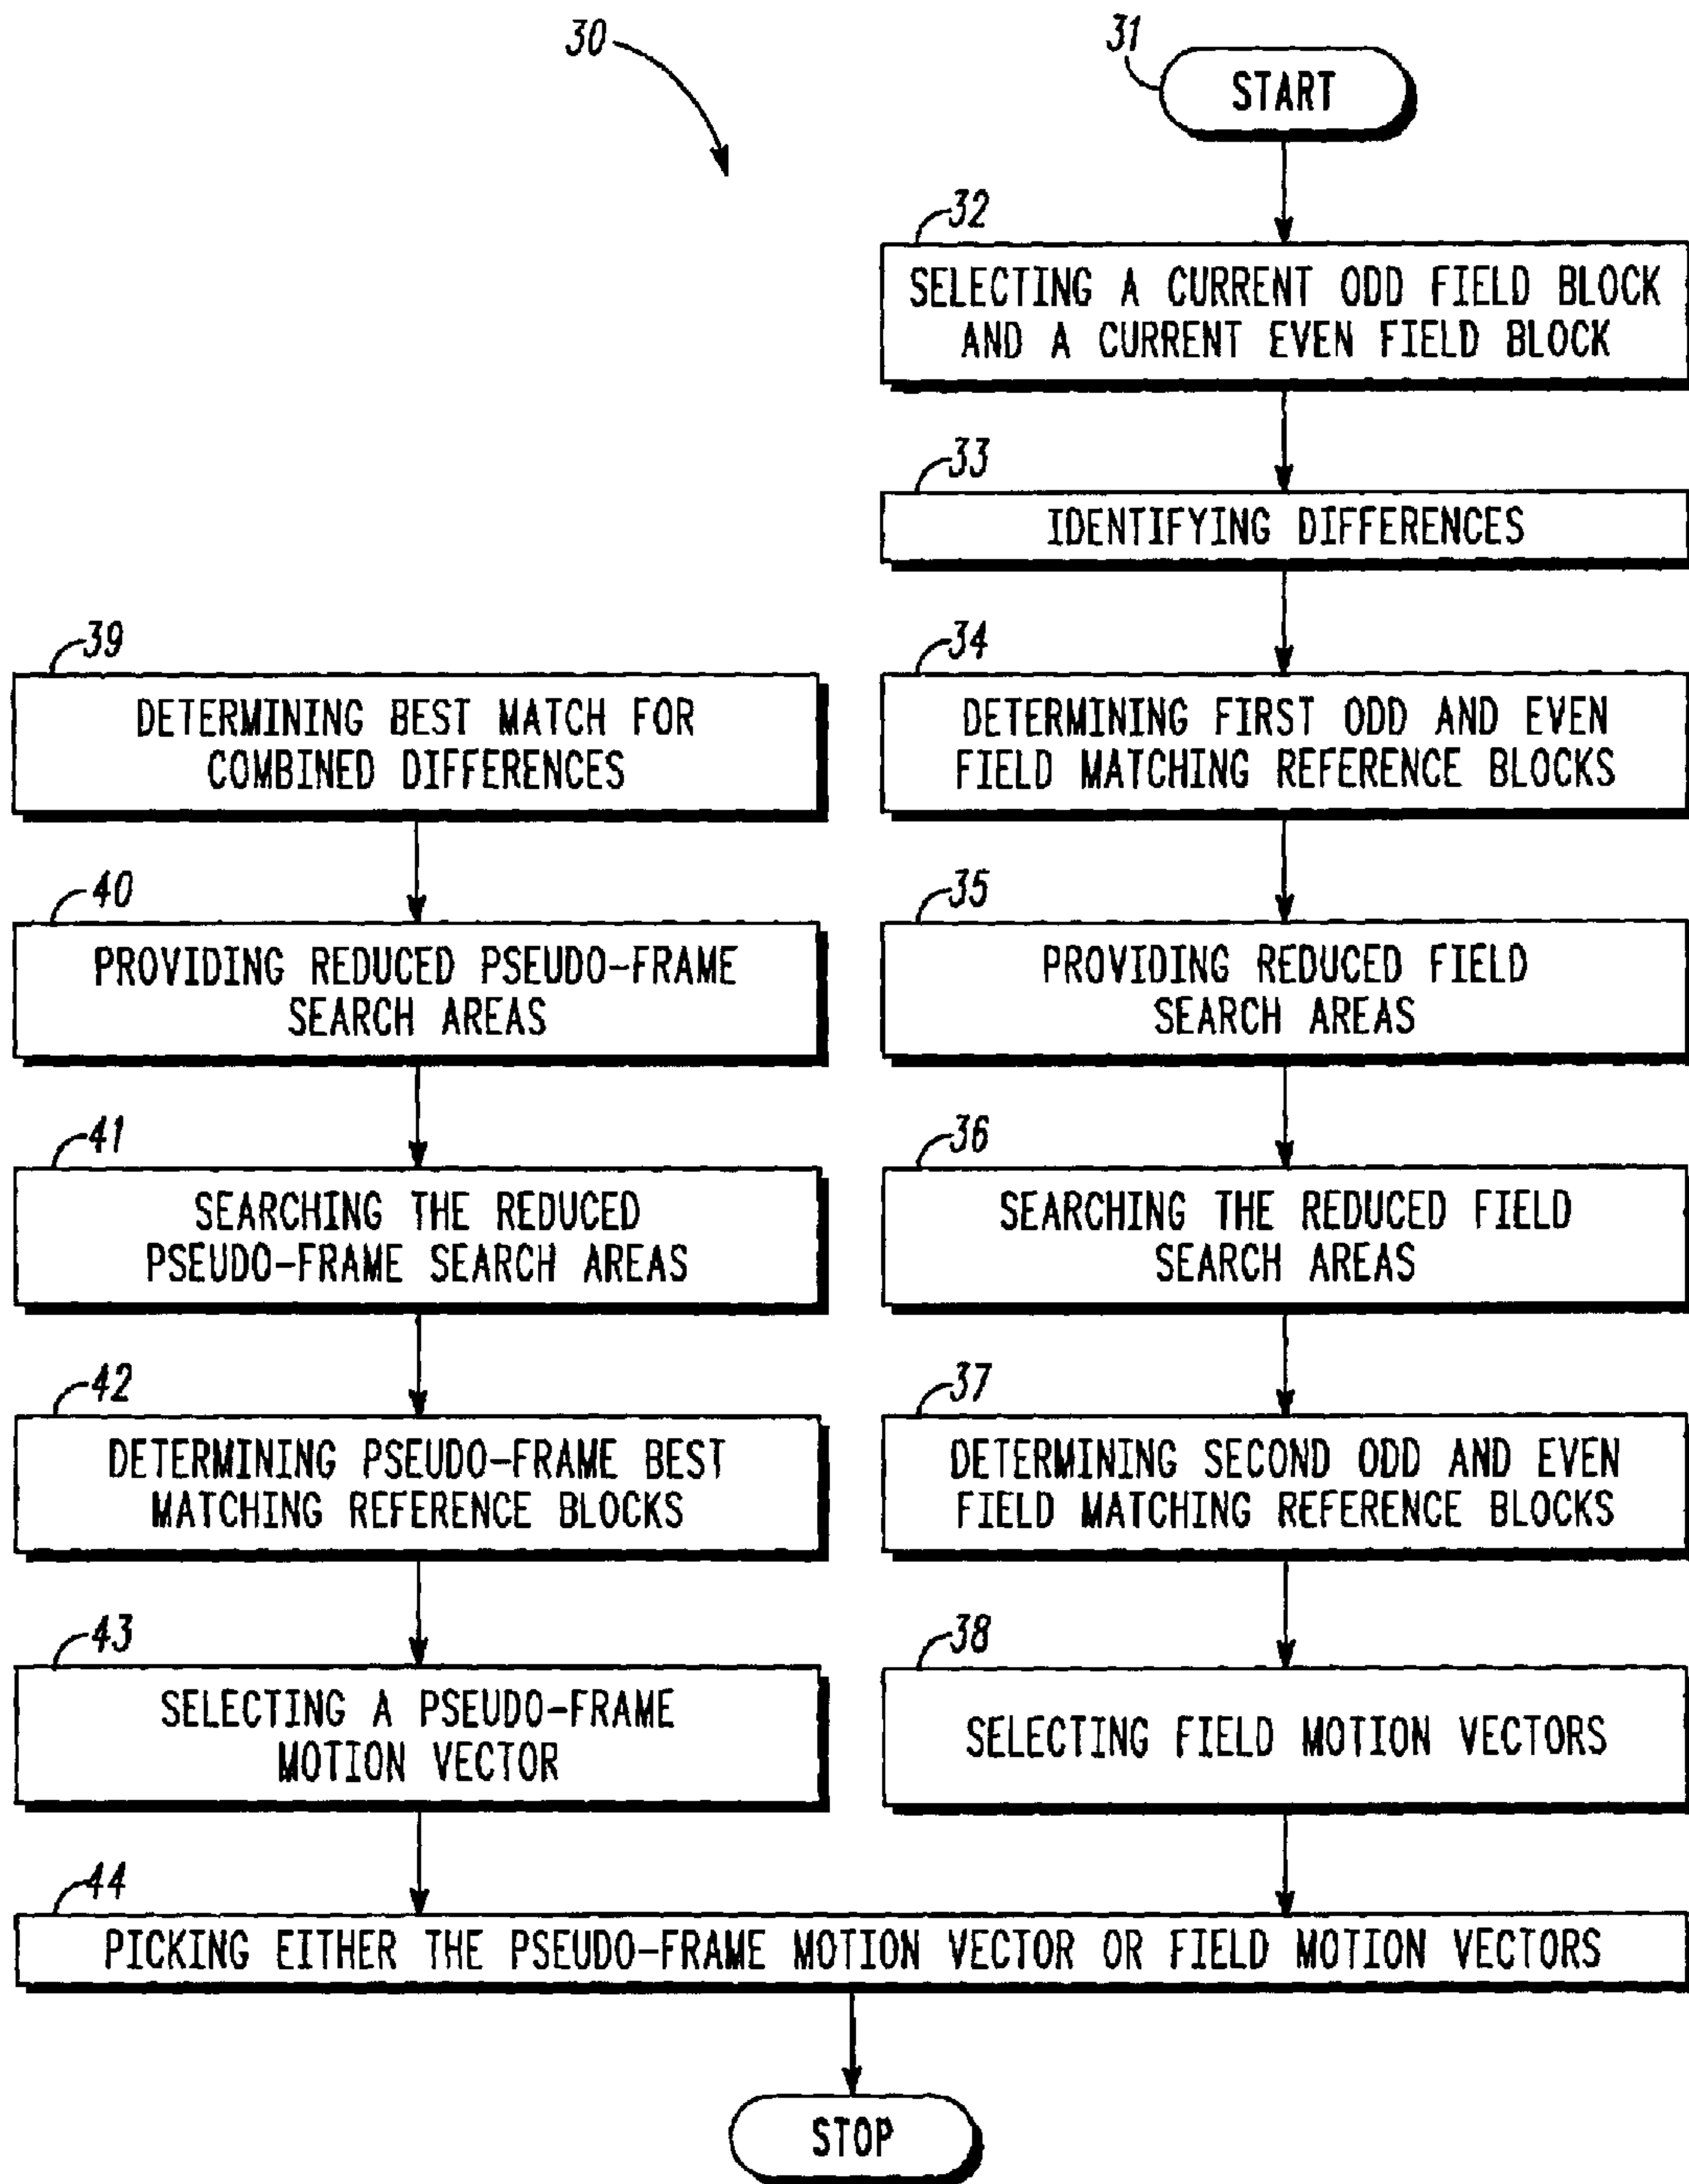 30
31
START
32
SELECTING A CURRENT ODD FIELD BLOCK
AND A CURRENT EVEN FIELD BLOCK
33
IDENTIFYING DIFFERENCES
39
DETERMINING BEST MATCH FOR
COMBINED DIFFERENCES
34
DETERMINING FIRST ODD AND EVEN
FIELD MATCHING REFERENCE BLOCKS
40
PROVIDING REDUCED PSEUDO-FRAME
SEARCH AREAS
35
PROVIDING REDUCED FIELD
SEARCH AREAS
41
SEARCHING THE REDUCED
PSEUDO-FRAME SEARCH AREAS
36
SEARCHING THE REDUCED FIELD
SEARCH AREAS
42
DETERMINING PSEUDO-FRAME BEST
MATCHING REFERENCE BLOCKS
37
DETERMINING SECOND ODD AND EVEN
FIELD MATCHING REFERENCE BLOCKS
43
SELECTING A PSEUDO-FRAME
MOTION VECTOR
38
SELECTING FIELD MOTION VECTORS
44
PICKING EITHER THE PSEUDO-FRAME MOTION VECTOR OR FIELD MOTION VECTORS
STOP